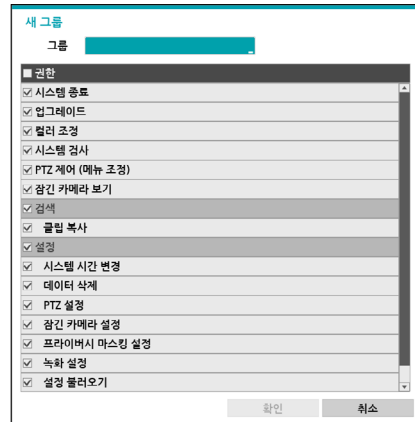 새 그룹
그룹
권한
시스템 종료
업그레이드
컬러 조정
시스템 검사
PTZ 제어 (메뉴 조정)
잠긴 카메라 보기
검색
클립 복사
설정
시스템 시간 변경
데이터 삭제
PTZ 설정
잠긴 카메라 설정
프라이버시 마스킹 설정
녹화 설정
설정 불러오기
확인 취소